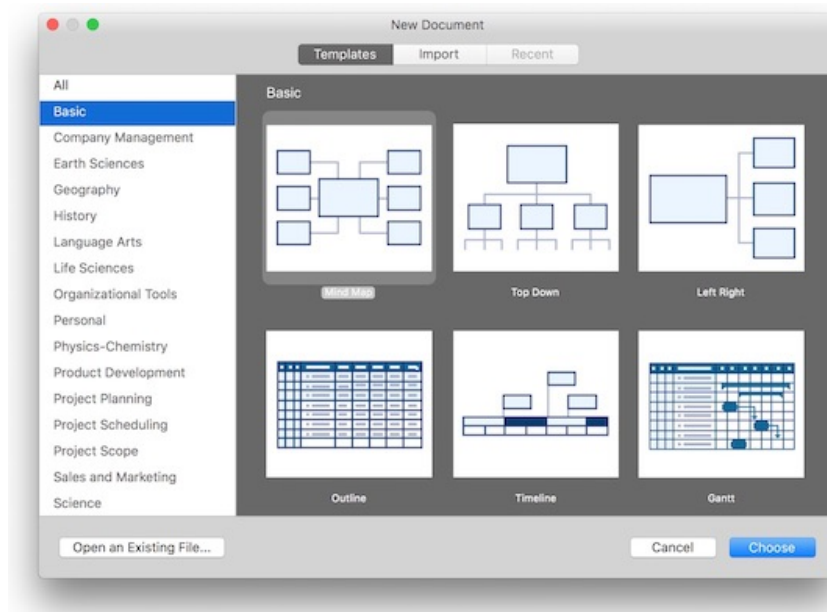 New Document
Templates Import Recent
All
Basic
Company Management
Earth Sciences
Geography
History
Language Arts
Life Sciences
Organizational Tools
Personal
Physics-Chemistry
Product Development
Project Planning
Project Scheduling
Project Scope
Sales and Marketing
Science
Basic
Mind Map Top Down Left Right
Outline Timeline Gantt
Open an Existing File... Cancel Choose